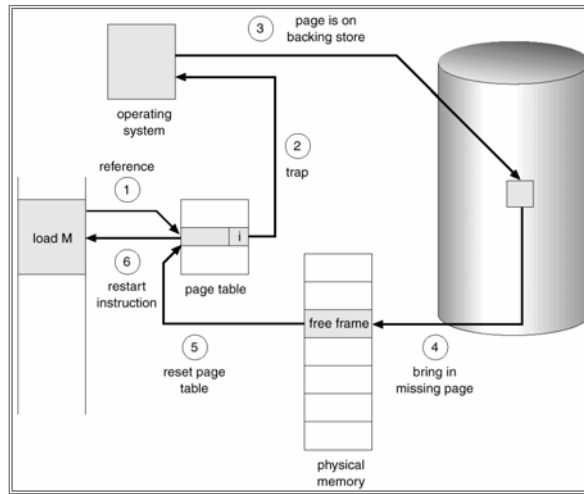 3
page is on
backing store
operating
system
2
trap
reference
1
load M
i
6
restart
instruction
page table
free frame
5
reset page
table
4
bring in
missing page
physical
memory